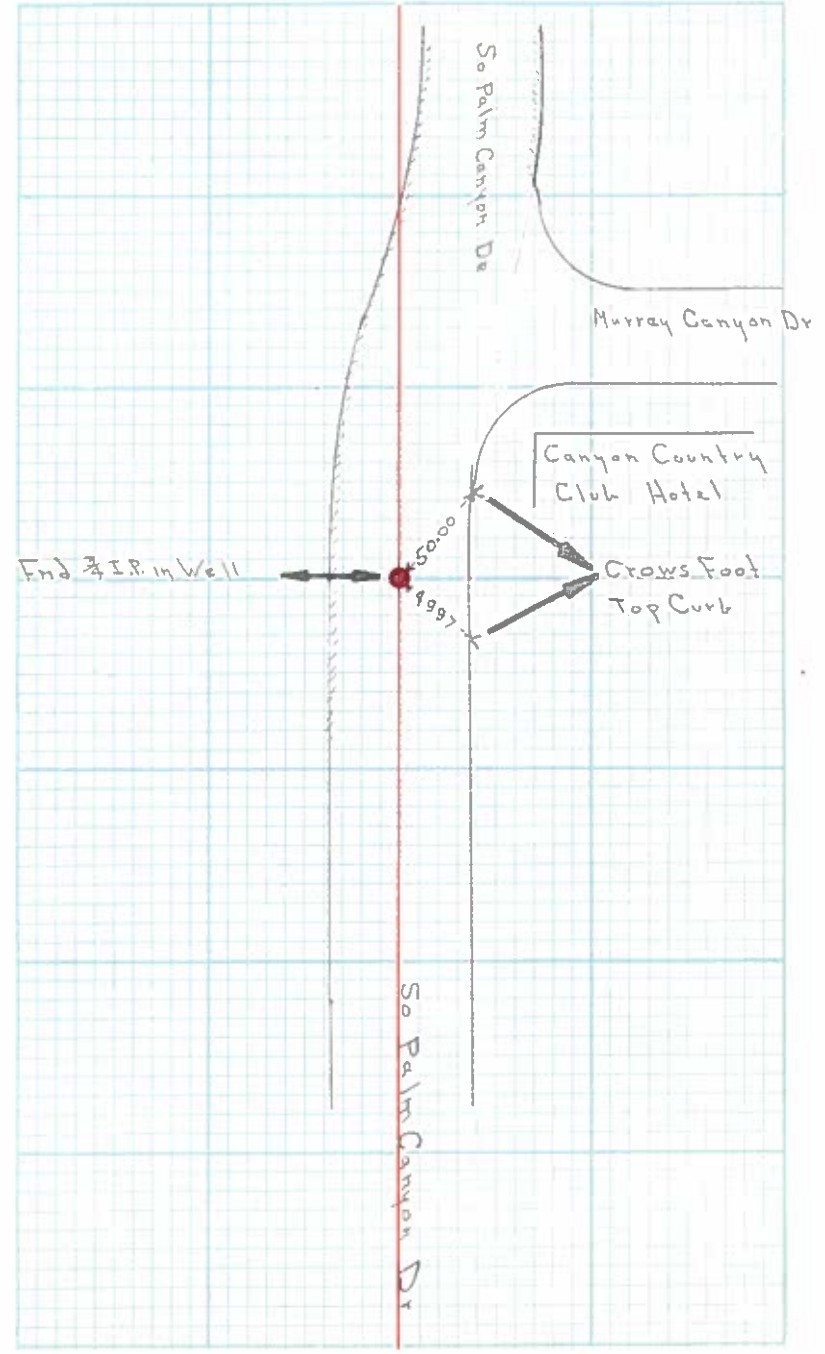 So Palm Canyon Dr
Murray Canyon Dr
Canyon Country
Club Hotel
50.00
Fnd ¾ I.P. in Well
Crows Foot
Top Curb
49.97
So Palm Canyon Dr